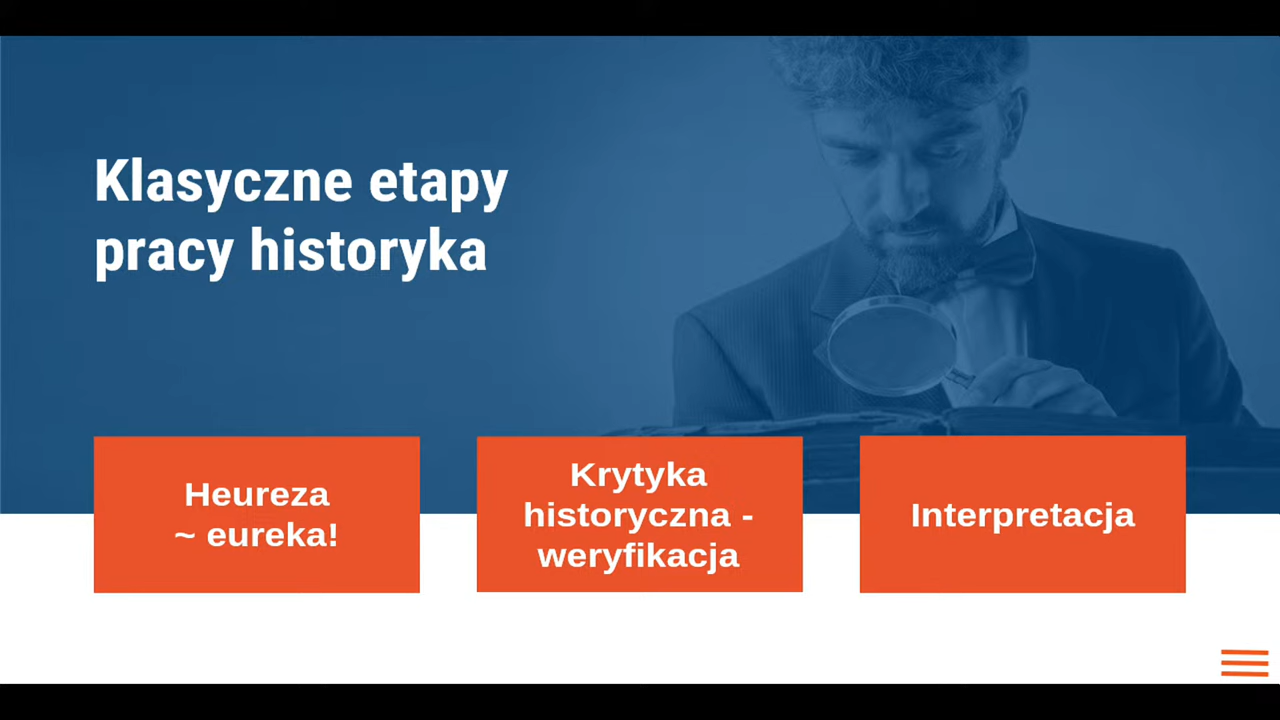 Klasyczne etapy
pracy historyka
Heureza
~ eureka!
Krytyka
historyczna -
weryfikacja
Interpretacja